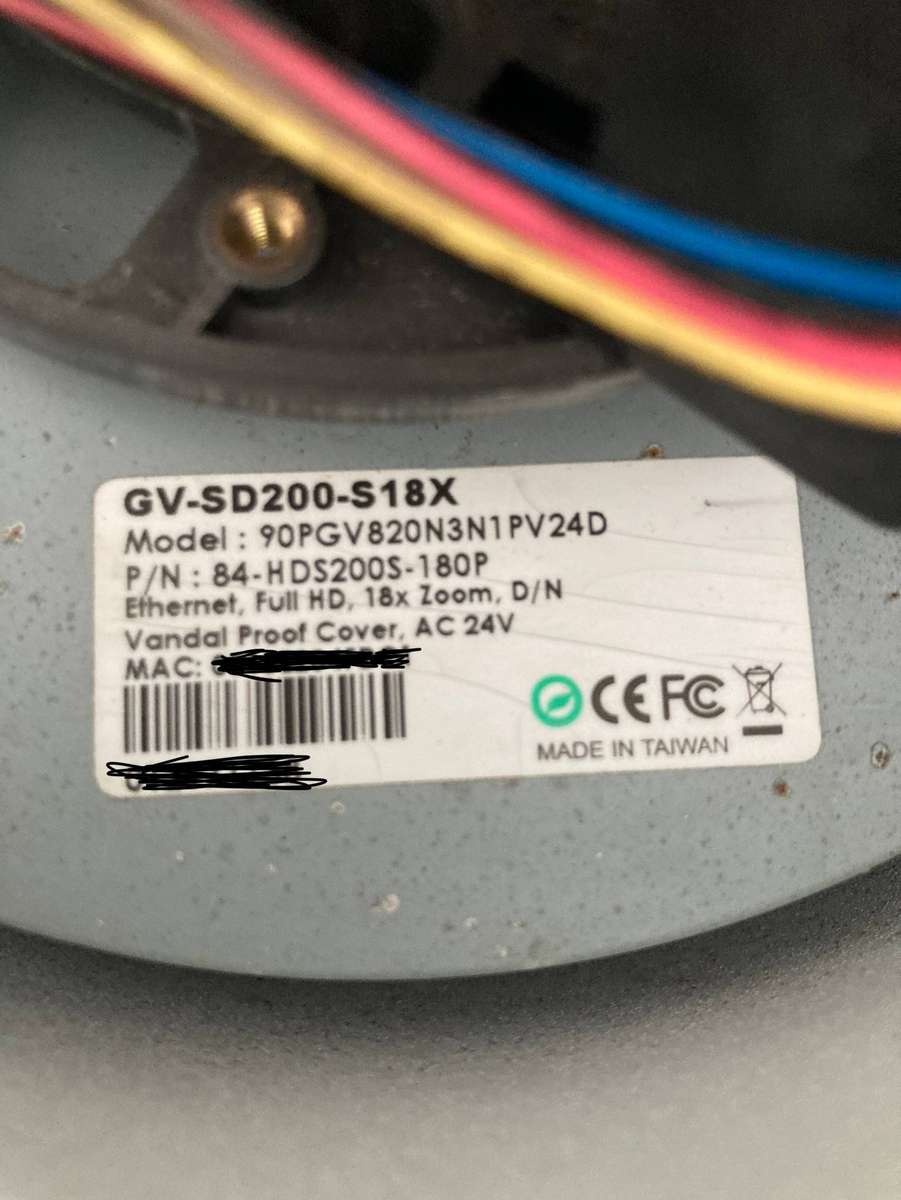 GV-SD200-S18X
Model : 90PGV820N3N1PV24D
P/N : 84-HDS200S-180P
Ethernet, Full HD, 18x Zoom, D/N
Vandal Proof Cover, AC 24V
MAC:
CE FC
MADE IN TAIWAN